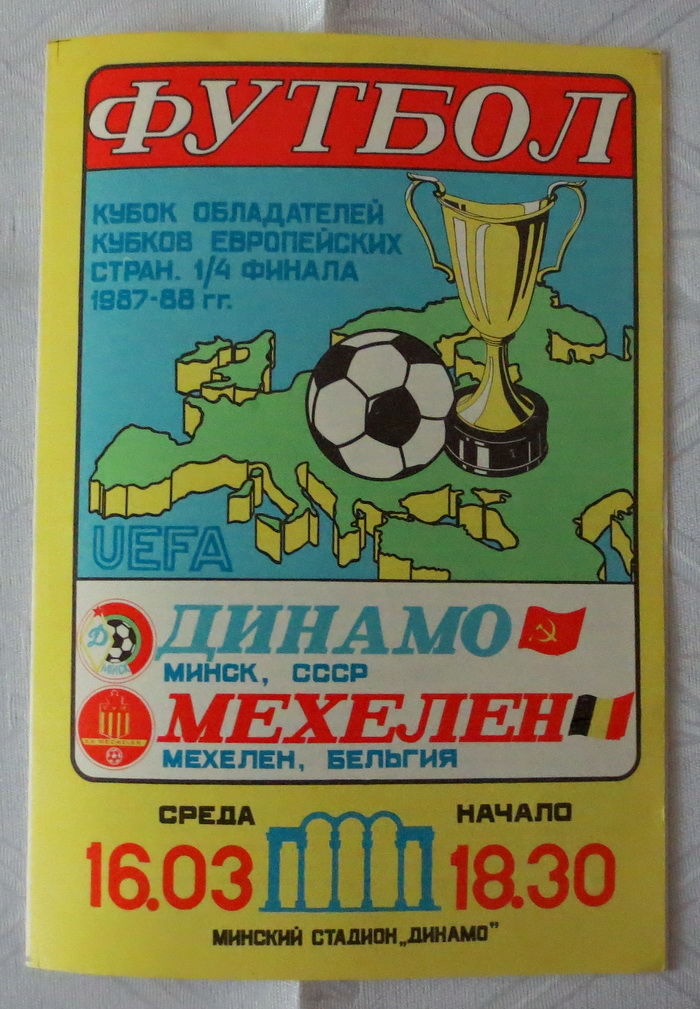 ФУТБОЛ
КУБОК ОБЛАДАТЕЛЕЙ
КУБКОВ ЕВРОПЕЙСКИХ
СТРАН. 1/4 ФИНАЛА
1987-88 гг.
UEFA
Д
МИНСК
ДИНАМО
МИНСК, СССР
МЕХЕЛЕН
МЕХЕЛЕН, БЕЛЬГИЯ
СРЕДА
НАЧАЛО
16.03
18.30
МИНСКИЙ СТАДИОН „ДИНАМО"